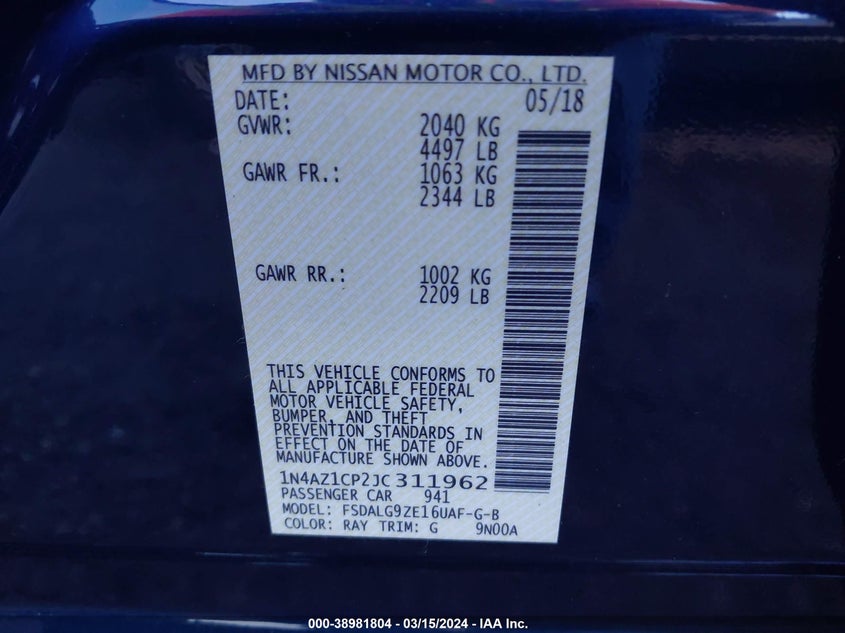 MFD BY NISSAN MOTOR CO., LTD.
DATE: 05/18
GVWR: 2040 KG
4497 LB
GAWR FR.: 1063 KG
2344 LB
GAWR RR.: 1002 KG
2209 LB
THIS VEHICLE CONFORMS TO
ALL APPLICABLE FEDERAL
MOTOR VEHICLE SAFETY,
BUMPER, AND THEFT
PREVENTION STANDARDS IN
EFFECT ON THE DATE OF
MANUFACTURE SHOWN ABOVE.
1N4AZ1CP2JC311962
PASSENGER CAR 941
MODEL: FSDALG9ZE16UAF-G-B
COLOR: RAY TRIM: G 9N00A
000-38981804 - 03/15/2024 - IAA Inc.